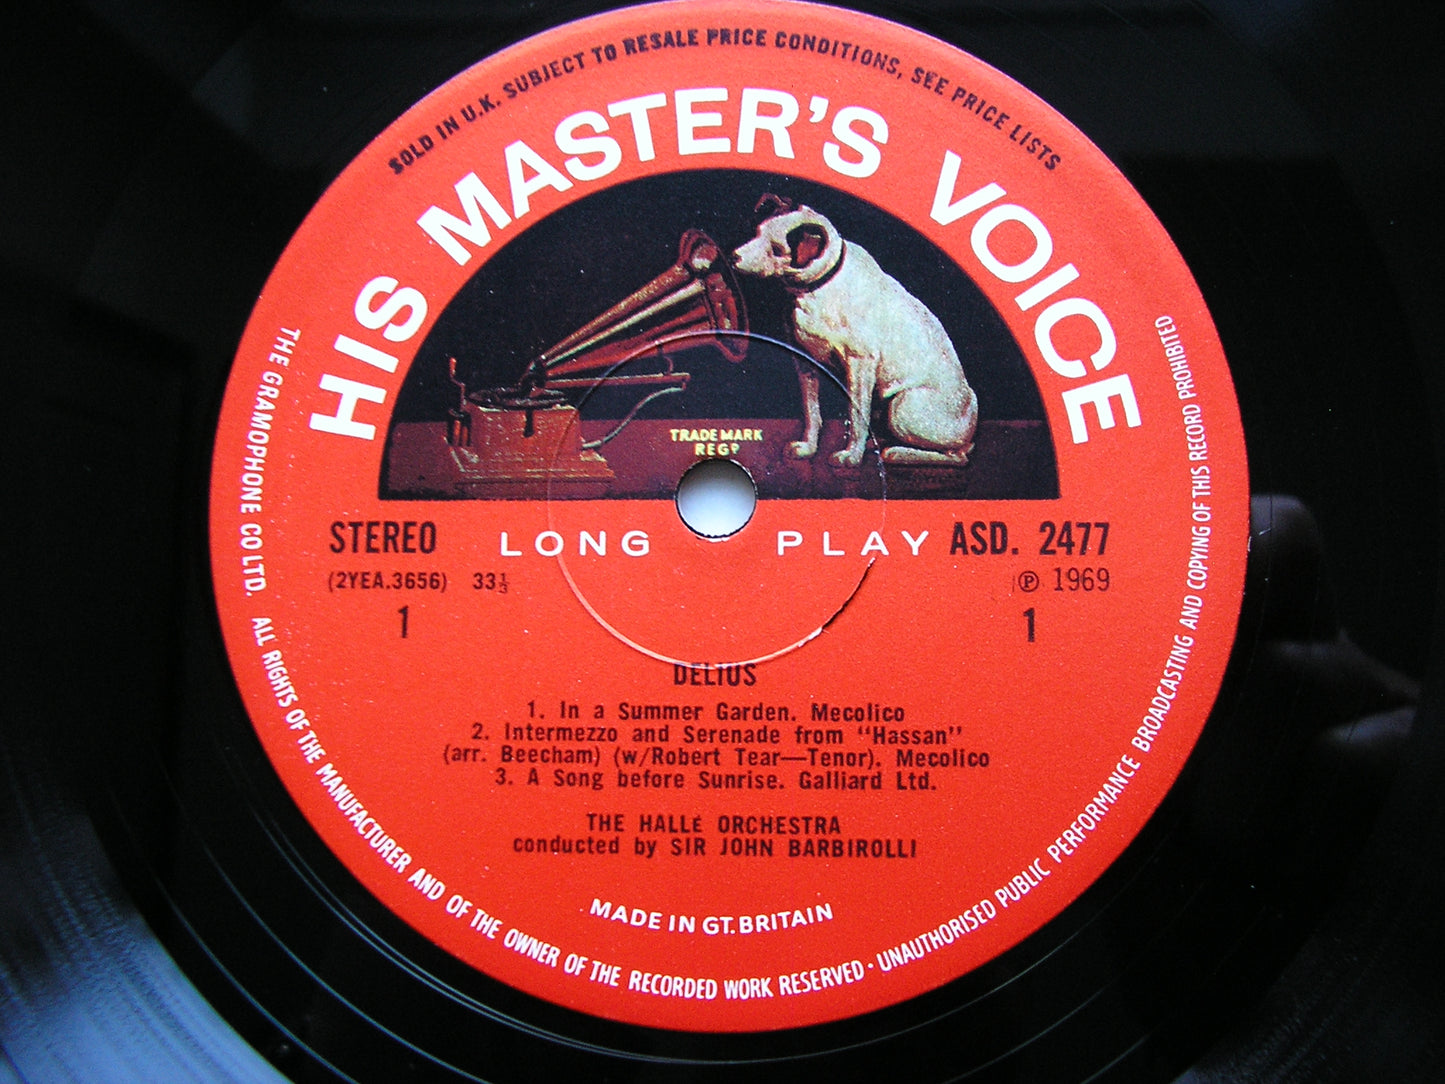 SOLD IN U.K. SUBJECT TO RESALE PRICE CONDITIONS, SEE PRICE LISTS
HIS MASTER'S VOICE
TRADE MARK
REGD
STEREO
LONG PLAY
ASD. 2477
(2YEA.3656) 33⅓
℗ 1969
1
1
DELIUS
1. In a Summer Garden. Mecolico
2. Intermezzo and Serenade from "Hassan"
(arr. Beecham) (w/Robert Tear—Tenor). Mecolico
3. A Song before Sunrise. Galliard Ltd.
THE HALLÉ ORCHESTRA
conducted by SIR JOHN BARBIROLLI
MADE IN GT. BRITAIN
THE GRAMOPHONE CO LTD. ALL RIGHTS OF THE MANUFACTURER AND OF THE OWNER OF THE RECORDED WORK RESERVED · UNAUTHORISED PUBLIC PERFORMANCE BROADCASTING AND COPYING OF THIS RECORD PROHIBITED